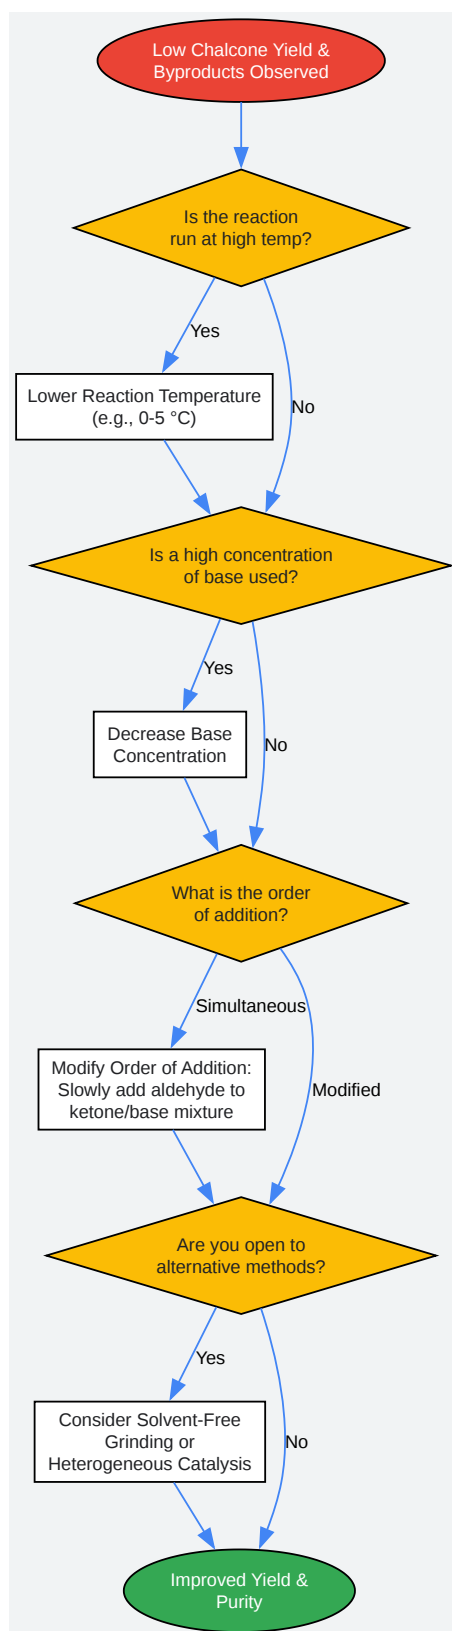 Low Chalcone Yield &
Byproducts Observed
Is the reaction
run at high temp?
Yes
Lower Reaction Temperature
(e.g., 0-5 °C)
No
Is a high concentration
of base used?
Yes
Decrease Base
Concentration
No
What is the order
of addition?
Simultaneous
Modify Order of Addition:
Slowly add aldehyde to
ketone/base mixture
Modified
Are you open to
alternative methods?
Yes
Consider Solvent-Free
Grinding or
Heterogeneous Catalysis
No
Improved Yield &
Purity